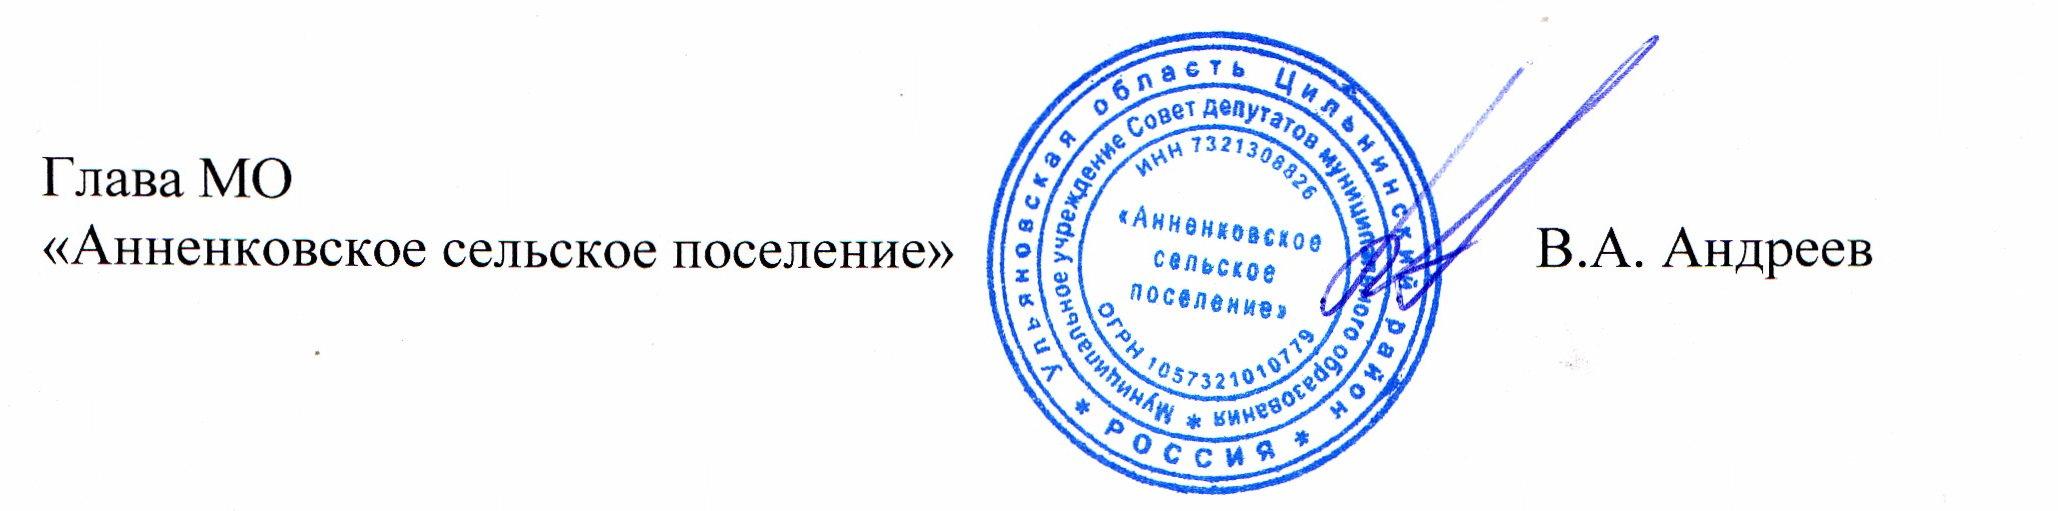 Глава МО
«Анненковское сельское поселение»
В.А. Андреев
Ульяновская область Цильнинский район
* РОССИЯ *
Муниципальное учреждение Совет депутатов муниципального образования *
ИНН 7321306826
«Анненковское
сельское
поселение»
ОГРН 1057321010779